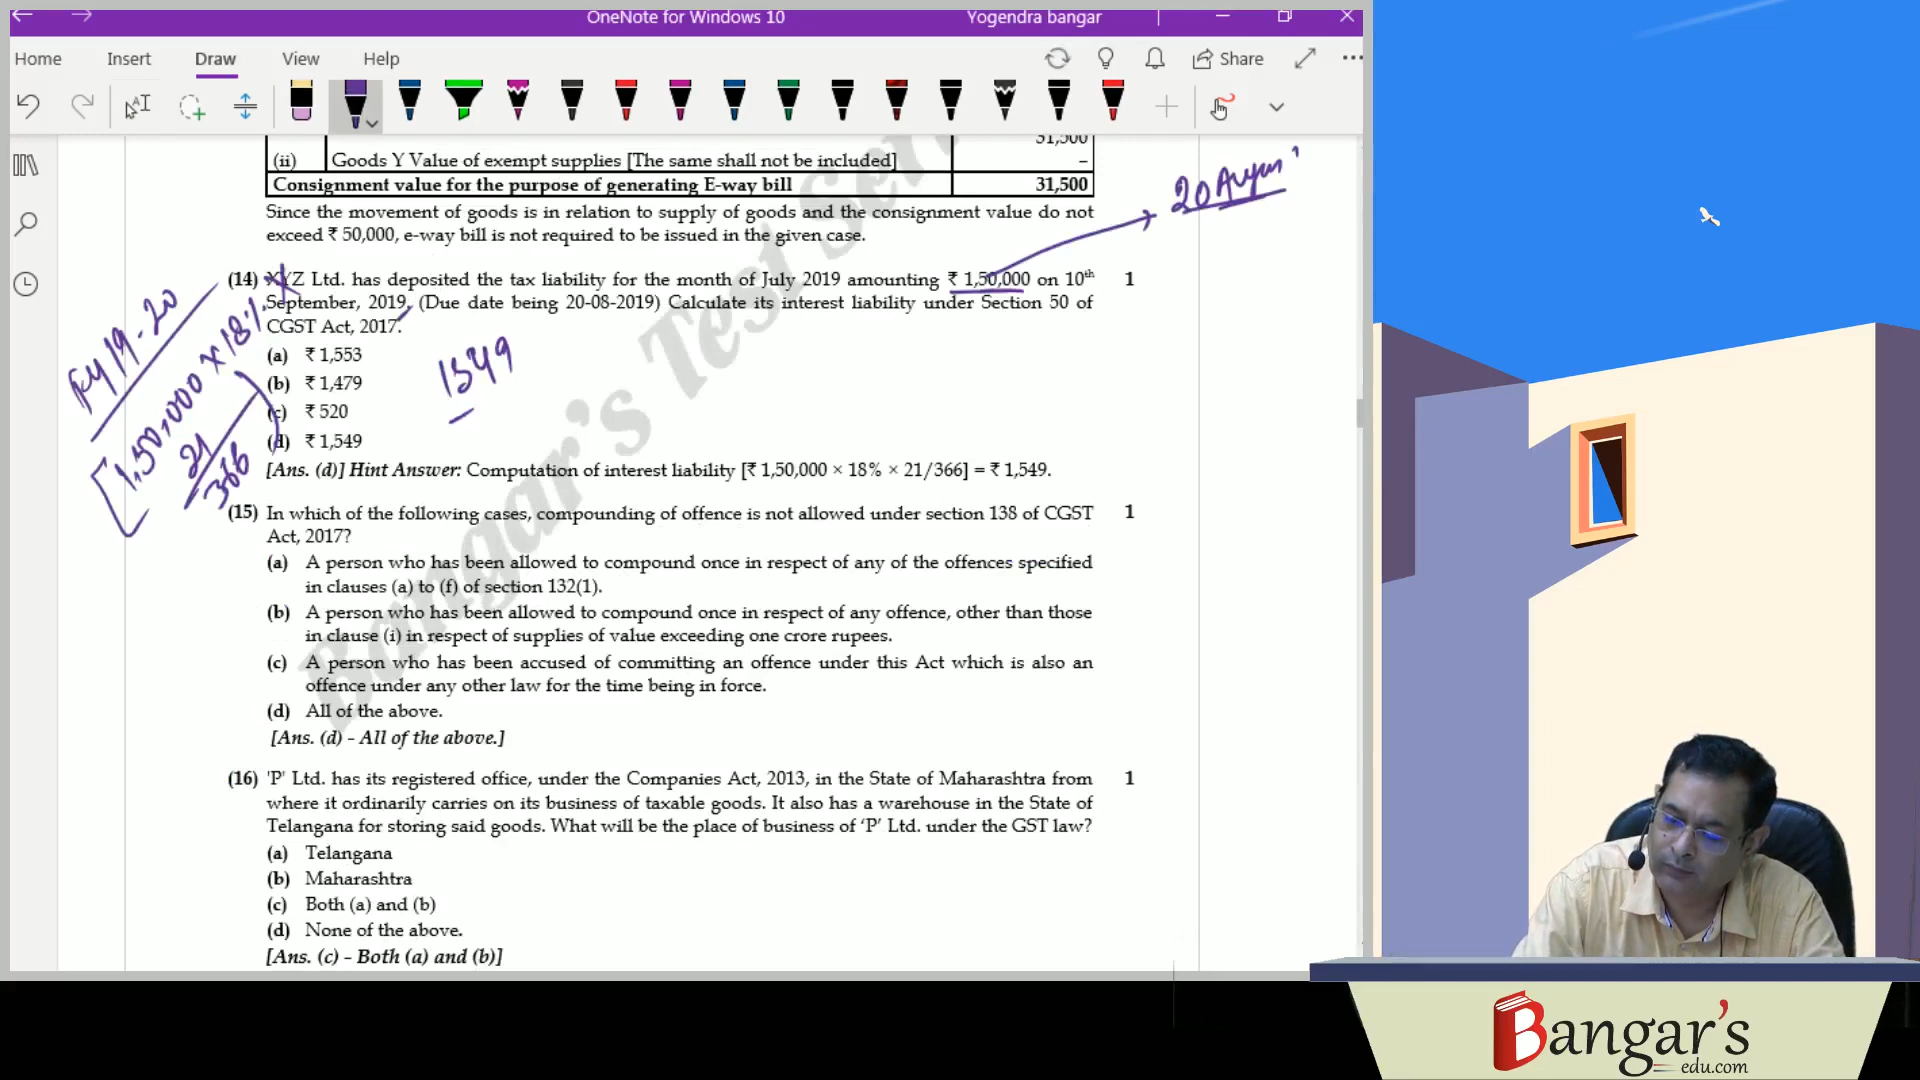 OneNote for Windows 10
Yogendra bangar
Home Insert Draw View Help Share
31,500
(ii) Goods Y Value of exempt supplies [The same shall not be included] –
Consignment value for the purpose of generating E-way bill 31,500
Since the movement of goods is in relation to supply of goods and the consignment value do not
exceed ₹ 50,000, e-way bill is not required to be issued in the given case.
20
(14) XYZ Ltd. has deposited the tax liability for the month of July 2019 amounting ₹ 1,50,000 on 10th 1
September, 2019. (Due date being 20-08-2019) Calculate its interest liability under Section 50 of
CGST Act, 2017.
(a) ₹ 1,553
(b) ₹ 1,479
(c) ₹ 520
(d) ₹ 1,549
FY 19-20
1,50,000 × 18% ×
21
366
1549
[Ans. (d)] Hint Answer: Computation of interest liability [₹ 1,50,000 × 18% × 21/366] = ₹ 1,549.
(15) In which of the following cases, compounding of offence is not allowed under section 138 of CGST 1
Act, 2017?
(a) A person who has been allowed to compound once in respect of any of the offences specified
in clauses (a) to (f) of section 132(1).
(b) A person who has been allowed to compound once in respect of any offence, other than those
in clause (i) in respect of supplies of value exceeding one crore rupees.
(c) A person who has been accused of committing an offence under this Act which is also an
offence under any other law for the time being in force.
(d) All of the above.
[Ans. (d) - All of the above.]
(16) 'P' Ltd. has its registered office, under the Companies Act, 2013, in the State of Maharashtra from 1
where it ordinarily carries on its business of taxable goods. It also has a warehouse in the State of
Telangana for storing said goods. What will be the place of business of ‘P’ Ltd. under the GST law?
(a) Telangana
(b) Maharashtra
(c) Both (a) and (b)
(d) None of the above.
[Ans. (c) - Both (a) and (b)]
Bangar's Test Seri
Bangar's
edu.com